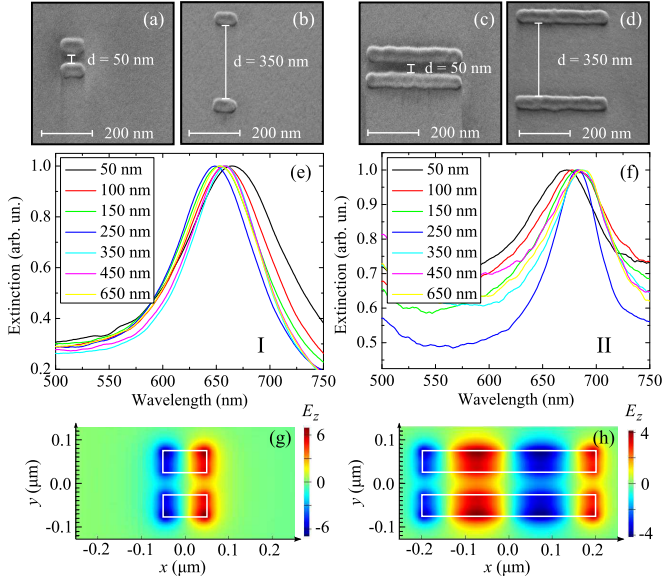 (a)
d = 50 nm
200 nm
(b)
d = 350 nm
200 nm
(c)
d = 50 nm
200 nm
(d)
d = 350 nm
200 nm
(e)
50 nm
100 nm
150 nm
250 nm
350 nm
450 nm
650 nm
I
Extinction (arb. un.)
1.0
0.8
0.6
0.4
0.2
500 550 600 650 700 750
Wavelength (nm)
(f)
50 nm
100 nm
150 nm
250 nm
350 nm
450 nm
650 nm
II
Extinction (arb. un.)
1.0
0.9
0.8
0.7
0.6
0.5
500 550 600 650 700 750
Wavelength (nm)
(g)
y (μm)
0.1
0.0
-0.1
-0.2 -0.1 0.0 0.1 0.2
x (μm)
E_z
6
0
-6
(h)
y (μm)
0.1
0.0
-0.1
-0.2 -0.1 0.0 0.1 0.2
x (μm)
E_z
4
0
-4